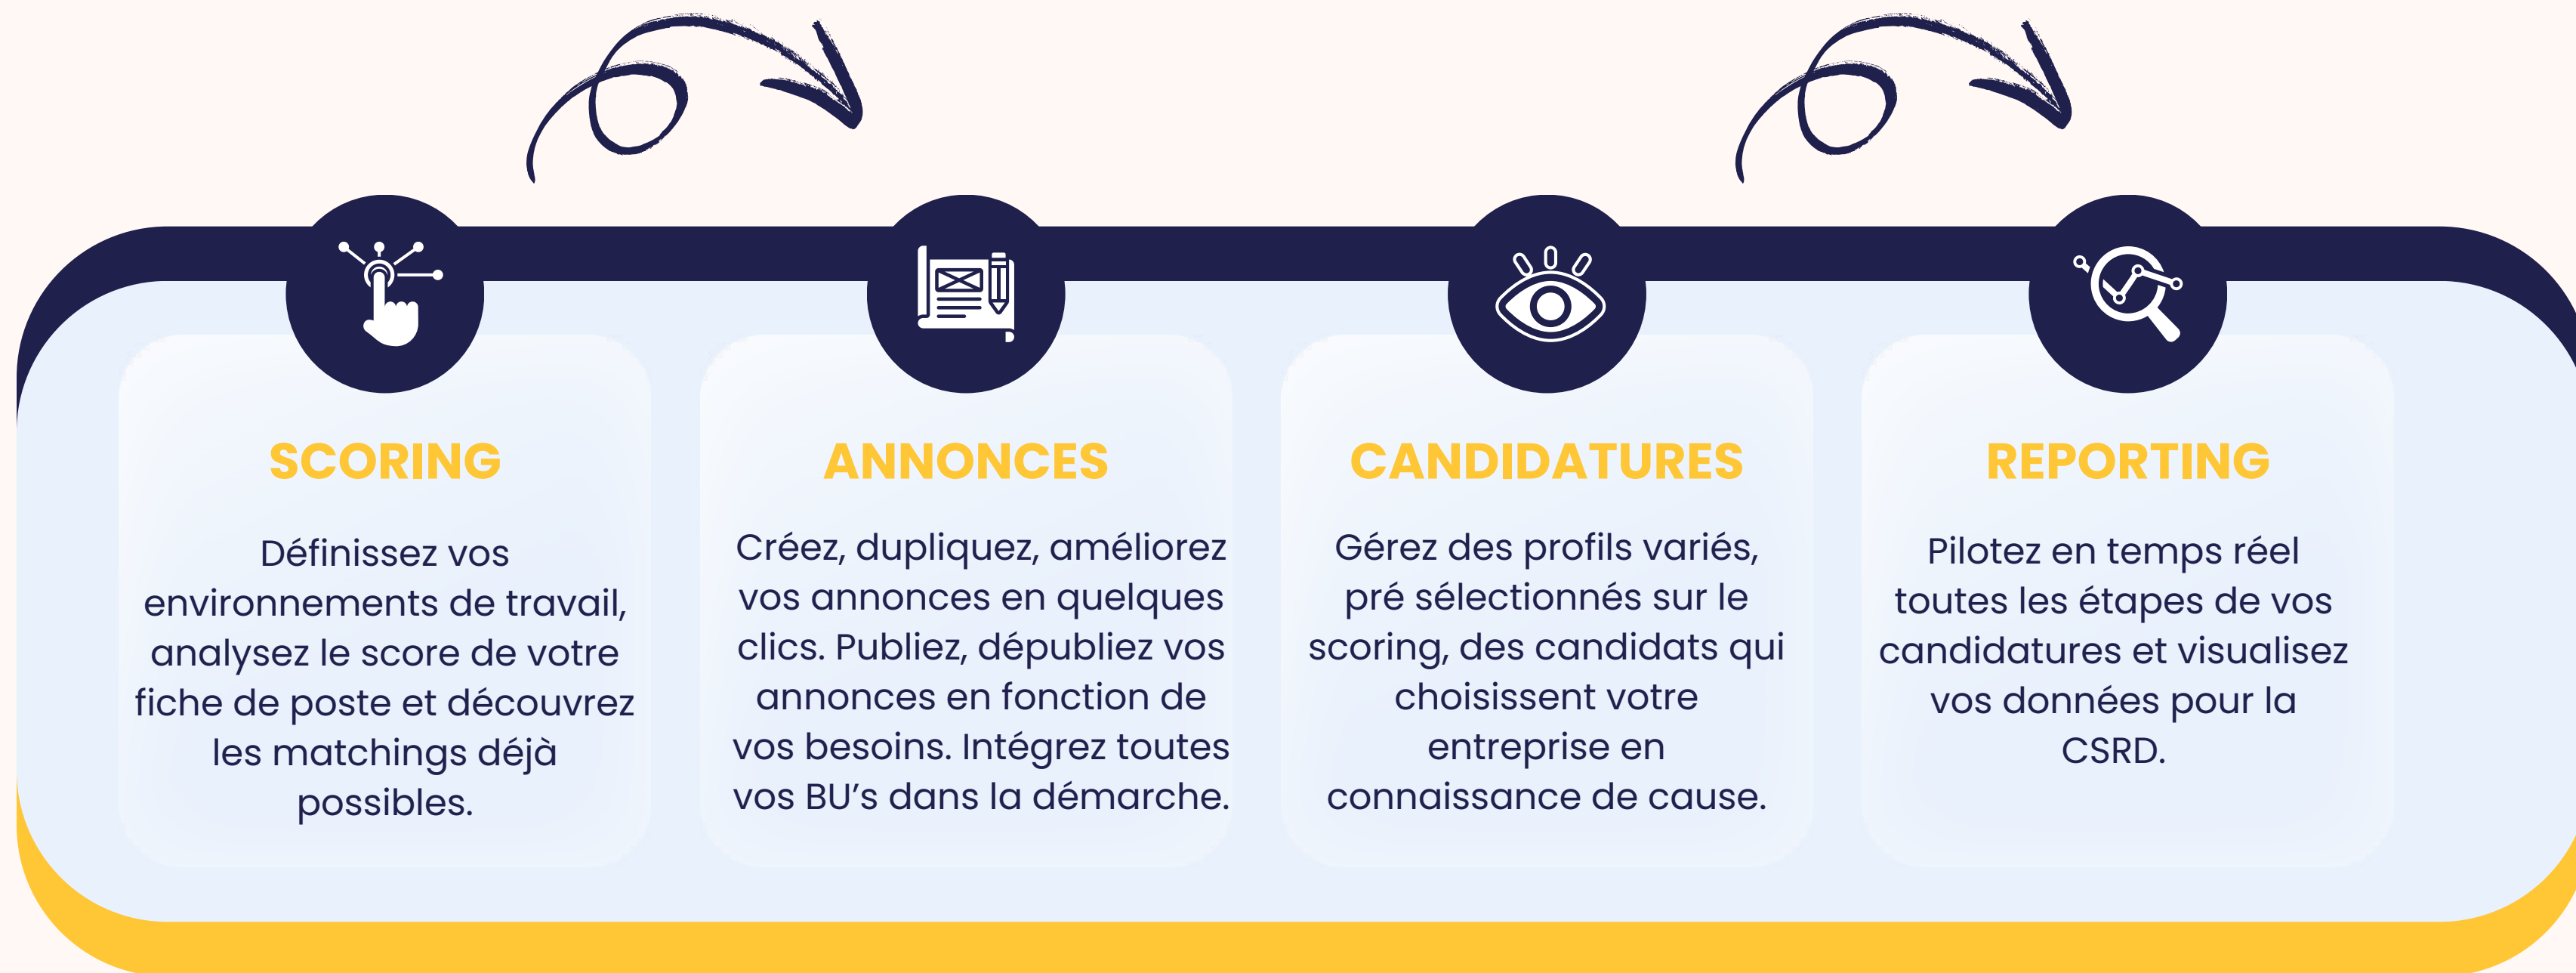 SCORING
Définissez vos
environnements de travail,
analysez le score de votre
fiche de poste et découvrez
les matchings déjà
possibles.
ANNONCES
Créez, dupliquez, améliorez
vos annonces en quelques
clics. Publiez, dépubliez vos
annonces en fonction de
vos besoins. Intégrez toutes
vos BU’s dans la démarche.
CANDIDATURES
Gérez des profils variés,
pré sélectionnés sur le
scoring, des candidats qui
choisissent votre
entreprise en
connaissance de cause.
REPORTING
Pilotez en temps réel
toutes les étapes de vos
candidatures et visualisez
vos données pour la
CSRD.